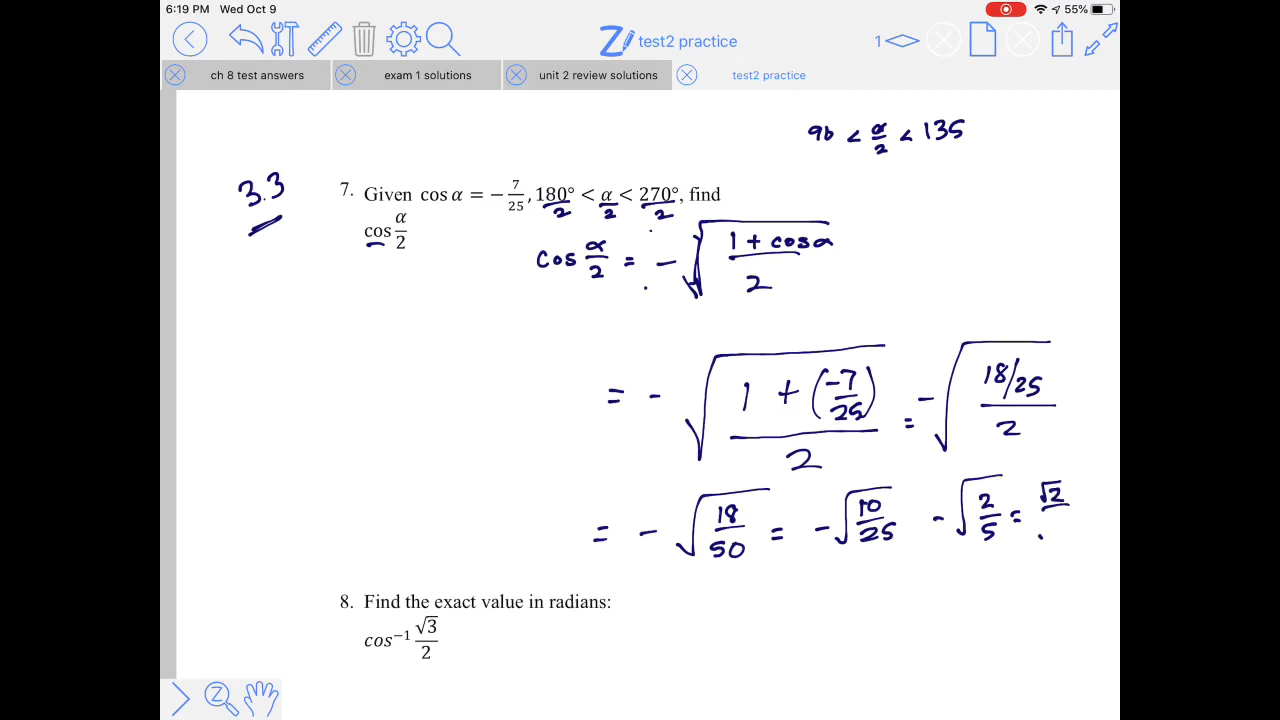 6:19 PM Wed Oct 9 55%
test2 practice 1
ch 8 test answers exam 1 solutions unit 2 review solutions test2 practice
90 < α/2 < 135
3.3
7. Given cos α = − 7/25, 180°/2 < α/2 < 270°/2, find
cos α/2
cos α/2 = − √((1 + cosα)/2)
= − √((1 + (−7/25))/2) = − √((18/25)/2)
= − √(18/50) = − √(10/25) − √(2/5) = √2
8. Find the exact value in radians:
cos⁻¹ √3/2